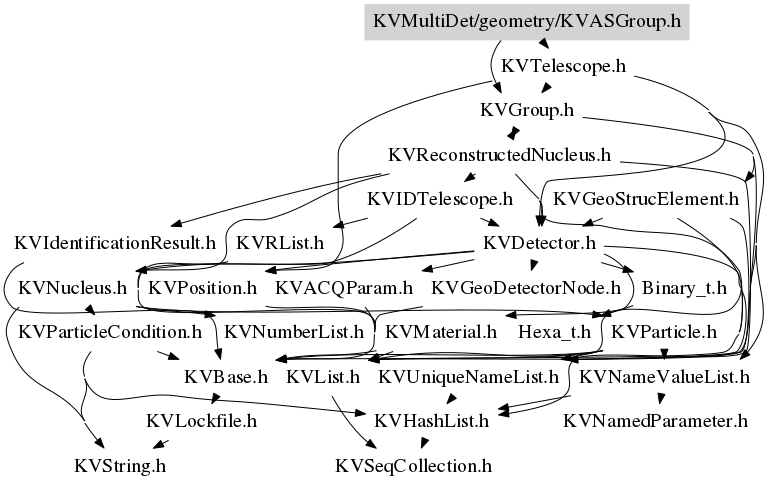 KVMultiDet/geometry/KVASGroup.h
KVTelescope.h
KVGroup.h
KVReconstructedNucleus.h
KVIDTelescope.h KVGeoStrucElement.h
KVIdentificationResult.h KVRList.h KVDetector.h
KVNucleus.h KVPosition.h KVACQParam.h KVGeoDetectorNode.h Binary_t.h
KVParticleCondition.h KVNumberList.h KVMaterial.h Hexa_t.h KVParticle.h
KVBase.h KVList.h KVUniqueNameList.h KVNameValueList.h
KVLockfile.h KVHashList.h KVNamedParameter.h
KVString.h KVSeqCollection.h